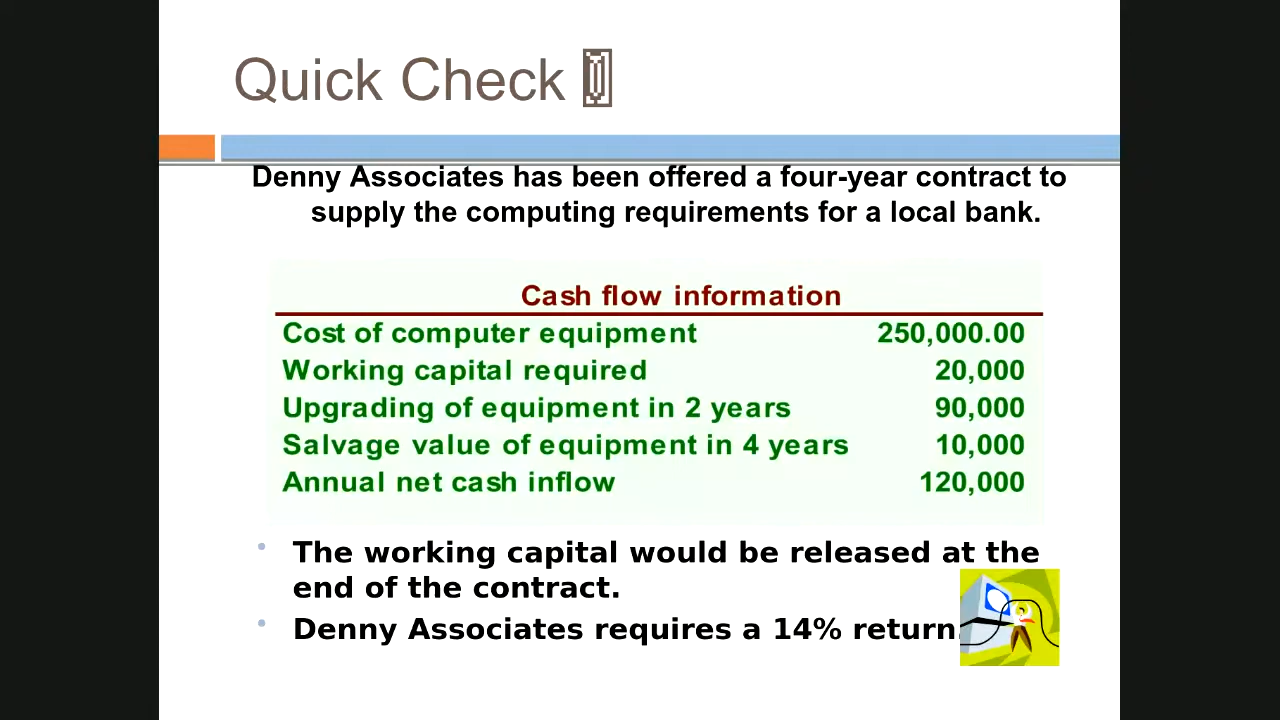 Quick Check
Denny Associates has been offered a four-year contract to
supply the computing requirements for a local bank.
Cash flow information
Cost of computer equipment 250,000.00
Working capital required 20,000
Upgrading of equipment in 2 years 90,000
Salvage value of equipment in 4 years 10,000
Annual net cash inflow 120,000
• The working capital would be released at the
end of the contract.
• Denny Associates requires a 14% return.